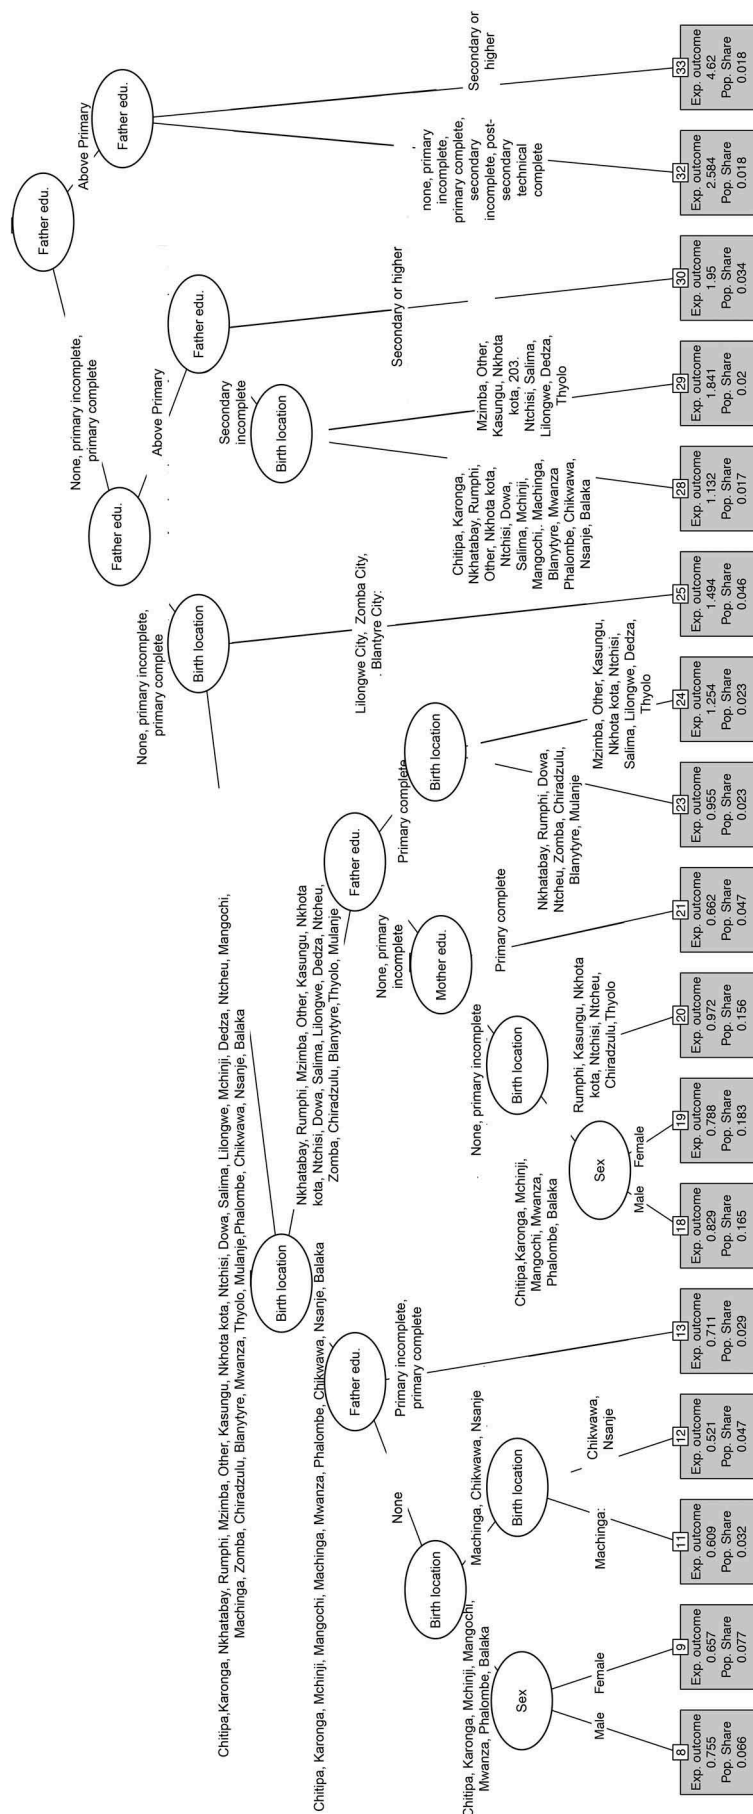 Father edu.
Above Primary
Father edu.
None, primary incomplete,
primary complete
Father edu.
Above Primary
Father edu.
Secondary or
higher
none, primary
incomplete,
primary complete,
secondary
incomplete, post-
secondary
technical
complete
Secondary
incomplete
Secondary or higher
Birth location
Mzimba, Other,
Kasungu, Nkhota
kota, 203.
Ntchisi, Salima,
Lilongwe, Dedza,
Thyolo
Chitipa, Karonga,
Nkhatabay, Rumphi,
Other, Nkhota kota,
Ntchisi, Dowa,
Salima, Mchinji,
Mangochi,. Machinga,
Blanytyre, Mwanza
Phalombe, Chikwawa,
Nsanje, Balaka
None, primary incomplete,
primary complete
Birth location
Lilongwe City, Zomba City,
. Blantyre City:
Chitipa,Karonga, Nkhatabay, Rumphi, Mzimba, Other, Kasungu, Nkhota kota, Ntchisi, Dowa, Salima, Lilongwe, Mchinji, Dedza, Ntcheu, Mangochi,
Machinga, Zomba, Chiradzulu, Blanytyre, Mwanza, Thyolo, Mulanje,Phalombe, Chikwawa, Nsanje, Balaka
Birth location
Nkhatabay, Rumphi, Mzimba, Other, Kasungu, Nkhota
kota, Ntchisi, Dowa, Salima, Lilongwe, Dedza, Ntcheu,
Zomba, Chiradzulu, Blanytyre,Thyolo, Mulanje
Father edu.
Primary complete
Birth location
Mzimba, Other, Kasungu,
Nkhota kota, Ntchisi,
Salima, Lilongwe, Dedza,
Thyolo
Nkhatabay, Rumphi, Dowa,
Ntcheu, Zomba, Chiradzulu,
Blanytyre, Mulanje
None, primary
incomplete
Mother edu.
Primary complete
None, primary incomplete
Birth location
Rumphi, Kasungu, Nkhota
kota, Ntchisi, Ntcheu,
Chiradzulu,Thyolo
Chitipa,Karonga, Mchinji,
Mangochi, Mwanza,
Phalombe, Balaka
Sex
Male
Female
Chitipa, Karonga, Mchinji, Mangochi, Machinga, Mwanza, Phalombe, Chikwawa, Nsanje, Balaka
Father edu.
Primary incomplete,
primary complete
None
Birth location
Machinga, Chikwawa, Nsanje
Birth location
Chikwawa,
Nsanje
Machinga:
Chitipa, Karonga, Mchinji, Mangochi,
Mwanza, Phalombe, Balaka
Sex
Male
Female
8
Exp. outcome
0.755
Pop. Share
0.066
9
Exp. outcome
0.657
Pop. Share
0.077
11
Exp. outcome
0.609
Pop. Share
0.032
12
Exp. outcome
0.521
Pop. Share
0.047
13
Exp. outcome
0.711
Pop. Share
0.029
18
Exp. outcome
0.829
Pop. Share
0.165
19
Exp. outcome
0.788
Pop. Share
0.183
20
Exp. outcome
0.972
Pop. Share
0.156
21
Exp. outcome
0.662
Pop. Share
0.047
23
Exp. outcome
0.955
Pop. Share
0.023
24
Exp. outcome
1.254
Pop. Share
0.023
25
Exp. outcome
1.494
Pop. Share
0.046
28
Exp. outcome
1.132
Pop. Share
0.017
29
Exp. outcome
1.841
Pop. Share
0.02
30
Exp. outcome
1.95
Pop. Share
0.034
32
Exp. outcome
2.584
Pop. Share
0.018
33
Exp. outcome
4.62
Pop. Share
0.018